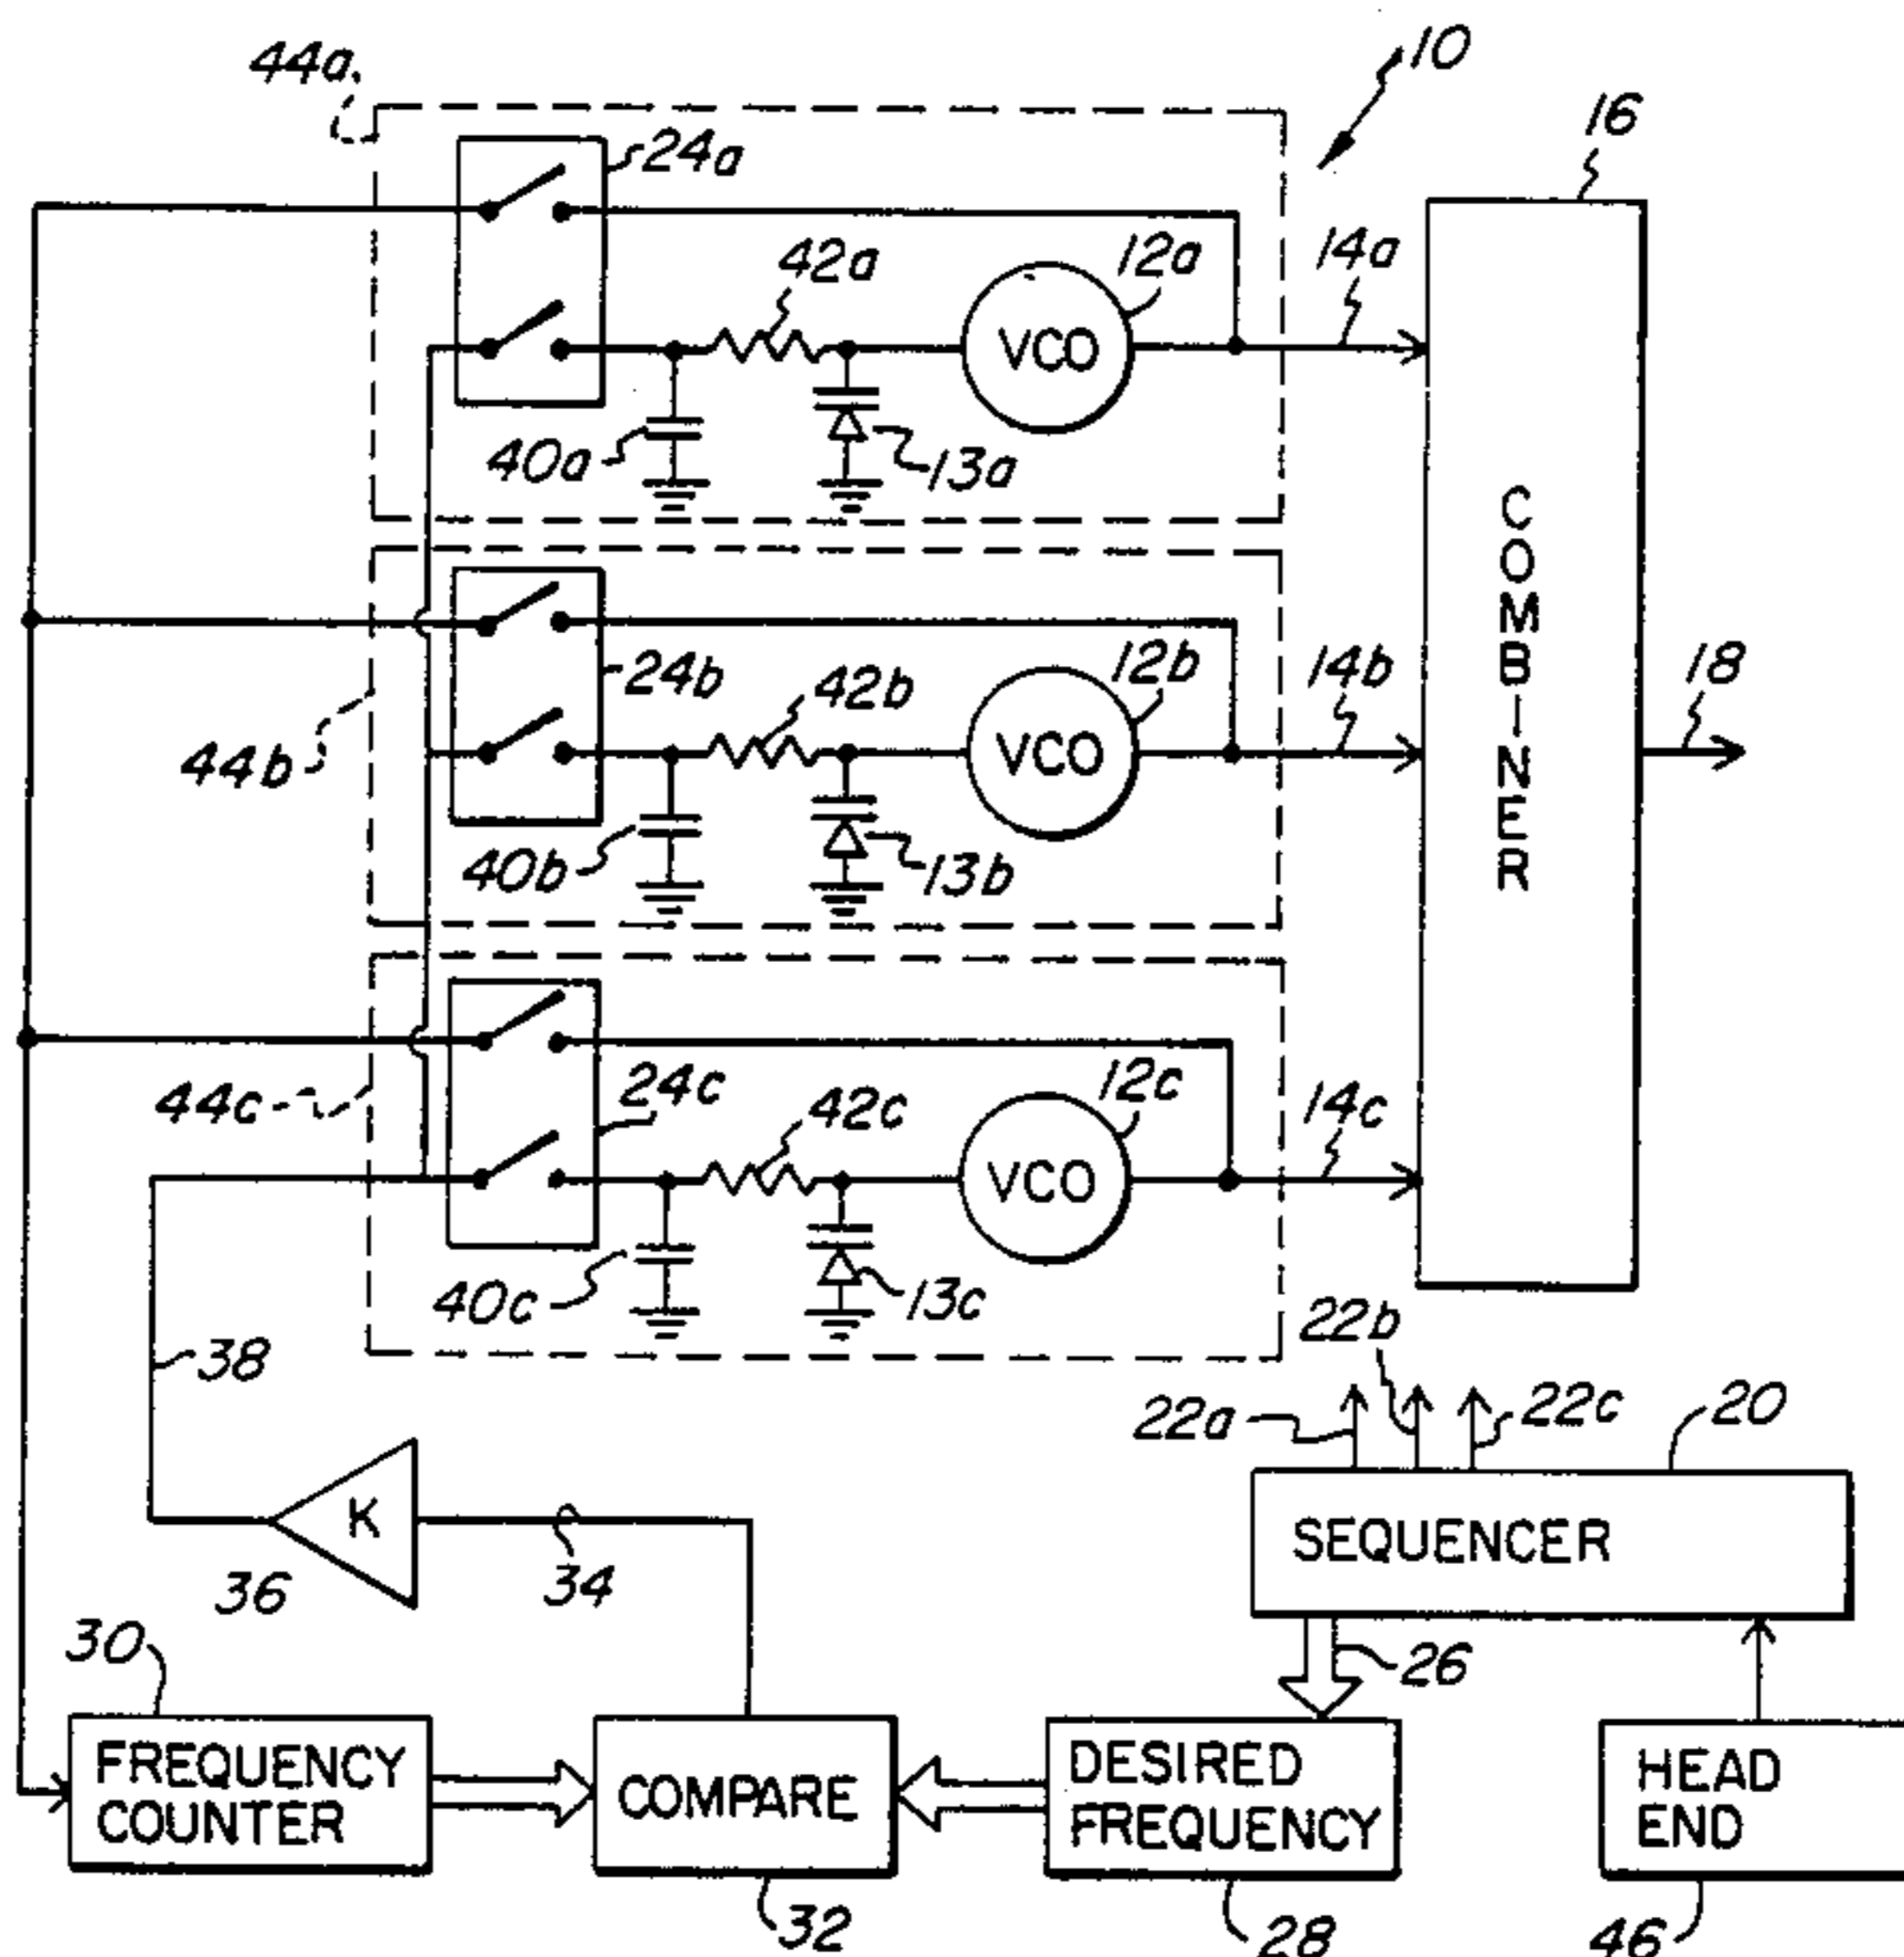 44a
10
16
24a
42a
12a
14a
VCO
40a
13a
COMBINER
24b
42b
12b
14b
18
44b
VCO
40b
13b
24c
42c
12c
14c
44c
VCO
40c
13c
38
22b
22a
22c
20
K
SEQUENCER
36
34
30
26
FREQUENCY
COUNTER
COMPARE
DESIRED
FREQUENCY
HEAD
END
32
28
46